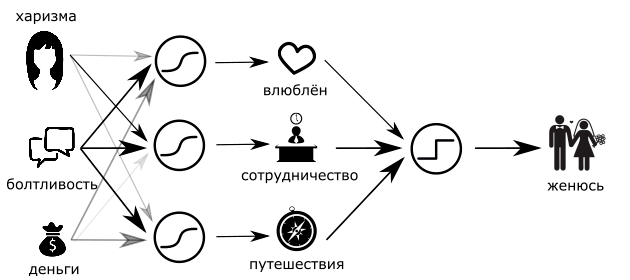 харизма
влюблён
болтливость
сотрудничество
женюсь
$
деньги
путешествия